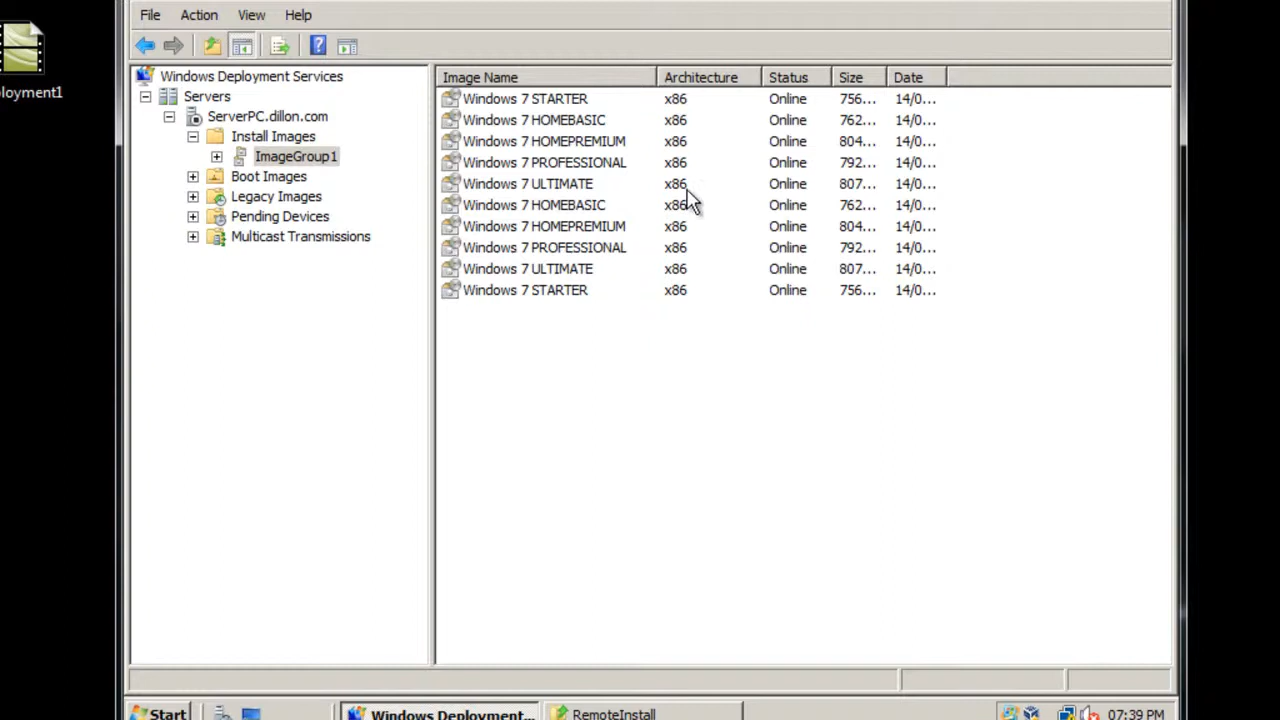 File Action View Help
loyment1
Windows Deployment Services
Servers
ServerPC.dillon.com
Install Images
ImageGroup1
Boot Images
Legacy Images
Pending Devices
Multicast Transmissions
Image Name Architecture Status Size Date
Windows 7 STARTER x86 Online 756... 14/0...
Windows 7 HOMEBASIC x86 Online 762... 14/0...
Windows 7 HOMEPREMIUM x86 Online 804... 14/0...
Windows 7 PROFESSIONAL x86 Online 792... 14/0...
Windows 7 ULTIMATE x86 Online 807... 14/0...
Windows 7 HOMEBASIC x86 Online 762... 14/0...
Windows 7 HOMEPREMIUM x86 Online 804... 14/0...
Windows 7 PROFESSIONAL x86 Online 792... 14/0...
Windows 7 ULTIMATE x86 Online 807... 14/0...
Windows 7 STARTER x86 Online 756... 14/0...
Start Windows Deployment... RemoteInstall 07:39 PM